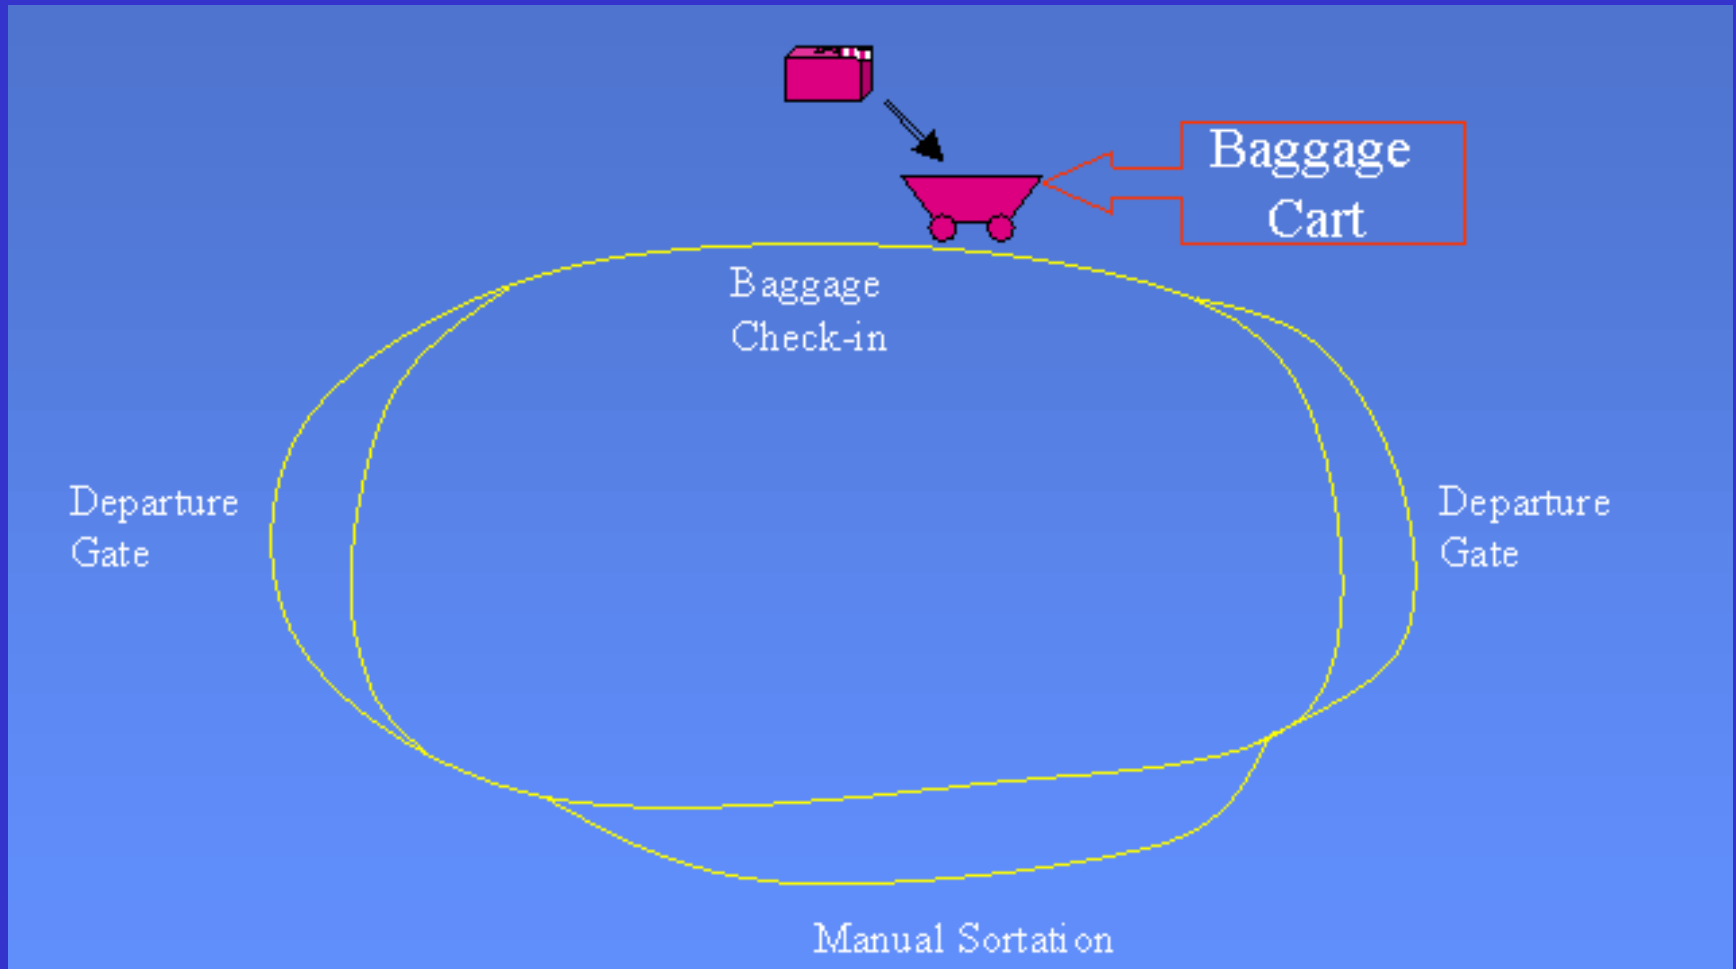 Baggage
Cart
Baggage
Check-in
Departure
Gate
Departure
Gate
Manual Sortation